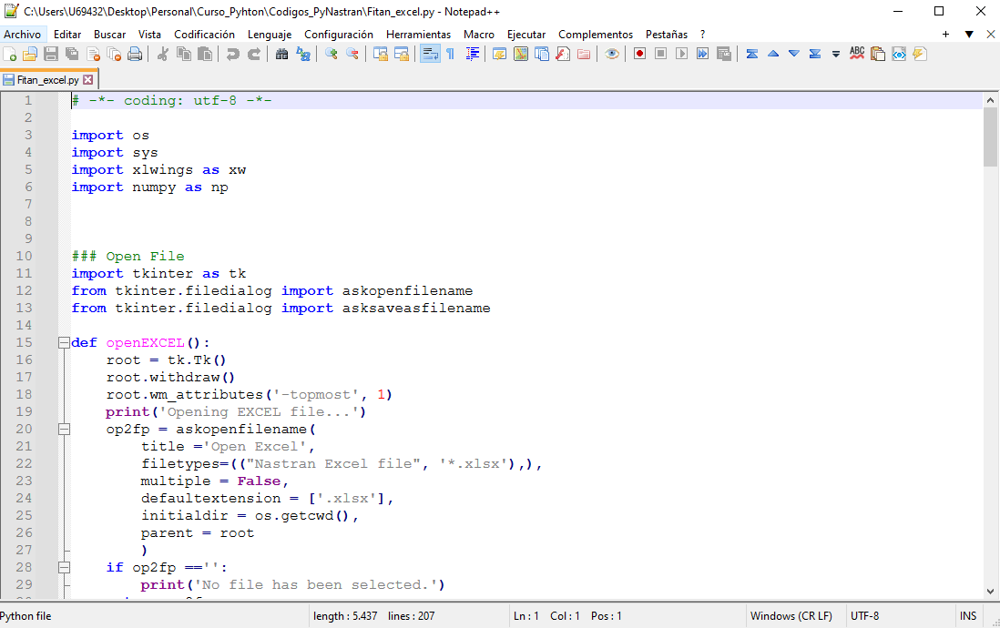 C:\Users\U69432\Desktop\Personal\Curso_Pyhton\Codigos_PyNastran\Fitan_excel.py - Notepad++
Archivo Editar Buscar Vista Codificación Lenguaje Configuración Herramientas Macro Ejecutar Complementos Pestañas ? + ▼ X
ABC
Fitan_excel.py
1 # -*- coding: utf-8 -*-
2
3 import os
4 import sys
5 import xlwings as xw
6 import numpy as np
7
8
9
10 ### Open File
11 import tkinter as tk
12 from tkinter.filedialog import askopenfilename
13 from tkinter.filedialog import asksaveasfilename
14
15 def openEXCEL():
16     root = tk.Tk()
17     root.withdraw()
18     root.wm_attributes('-topmost', 1)
19     print('Opening EXCEL file...')
20     op2fp = askopenfilename(
21         title ='Open Excel',
22         filetypes=(("Nastran Excel file", '*.xlsx'),),
23         multiple = False,
24         defaultextension = ['.xlsx'],
25         initialdir = os.getcwd(),
26         parent = root
27         )
28     if op2fp =='':
29         print('No file has been selected.')
Python file length : 5.437 lines : 207 Ln : 1 Col : 1 Pos : 1 Windows (CR LF) UTF-8 INS